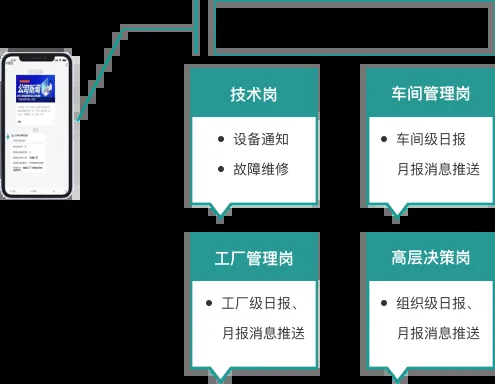 公司新闻
技术岗
• 设备通知
• 故障维修
车间管理岗
• 车间级日报
月报消息推送
工厂管理岗
• 工厂级日报、
月报消息推送
高层决策岗
• 组织级日报、
月报消息推送